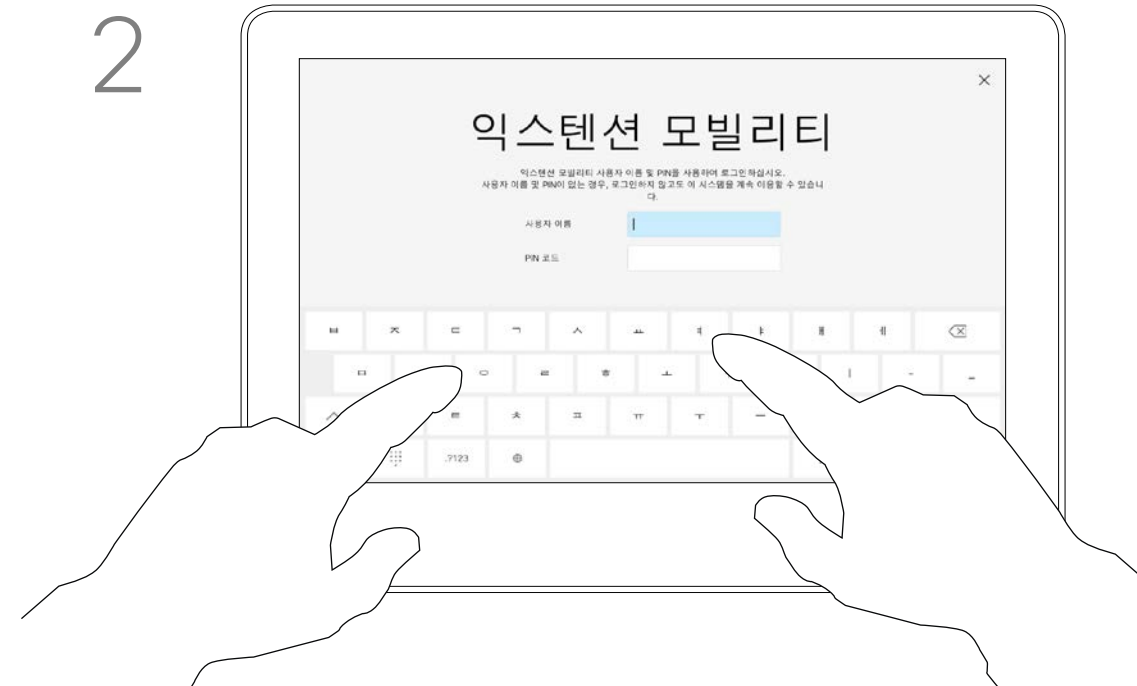 2
익스텐션 모빌리티
익스텐션 모빌리티 사용자 이름 및 PIN을 사용하여 로그인하십시오.
사용자 이름 및 PIN이 없는 경우, 로그인하지 않고도 이 시스템을 계속 이용할 수 있습니
다.
사용자 이름
PIN 코드
ㅂ ㅈ ㄷ ㄱ ㅅ ㅛ ㅕ ㅑ ㅐ ㅔ
ㅁ ㅇ ㄹ ㅎ ㅗ ㅣ - _
ㅌ ㅊ ㅍ ㅠ ㅜ ㅡ
.?123